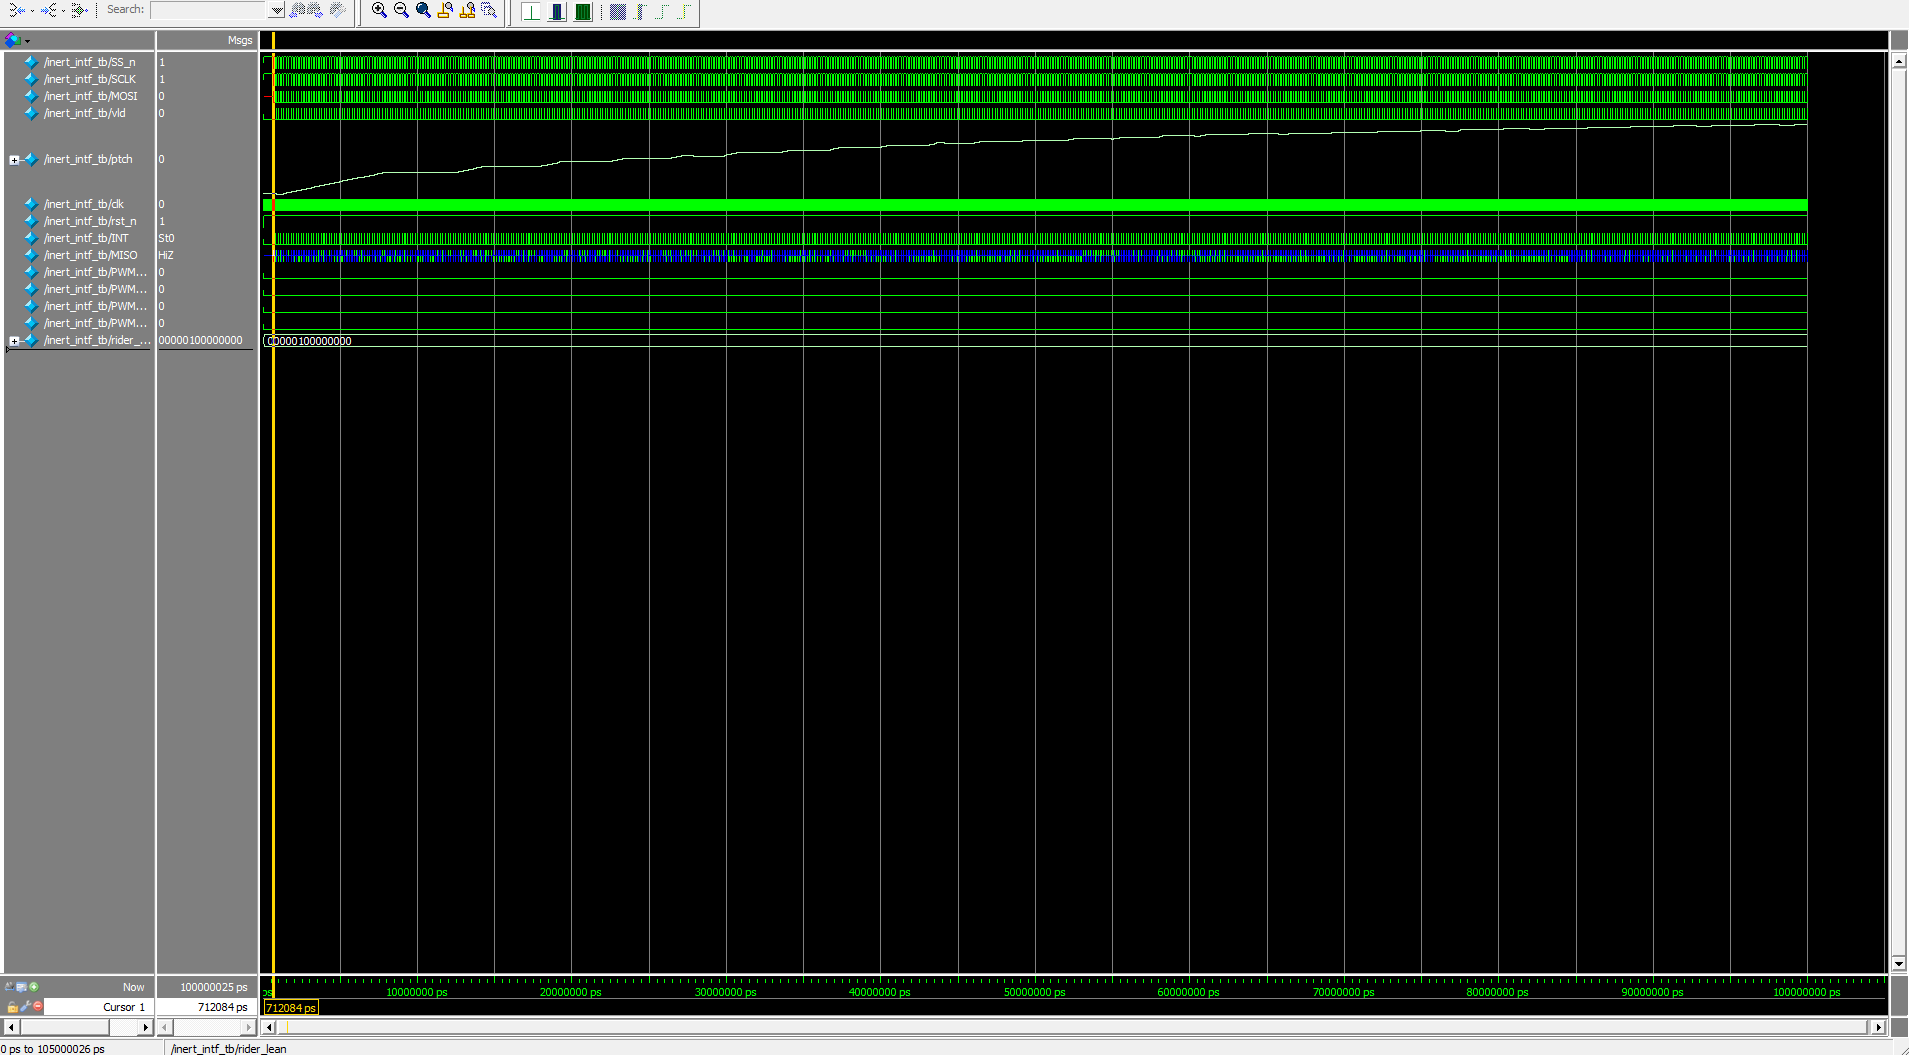 Search:
Msgs
/inert_intf_tb/SS_n 1
/inert_intf_tb/SCLK 1
/inert_intf_tb/MOSI 0
/inert_intf_tb/vld 0
/inert_intf_tb/ptch 0
/inert_intf_tb/clk 0
/inert_intf_tb/rst_n 1
/inert_intf_tb/INT St0
/inert_intf_tb/MISO HiZ
/inert_intf_tb/PWM... 0
/inert_intf_tb/PWM... 0
/inert_intf_tb/PWM... 0
/inert_intf_tb/PWM... 0
/inert_intf_tb/rider_... 00000100000000 00000100000000
Now 100000025 ps ps 10000000 ps 20000000 ps 30000000 ps 40000000 ps 50000000 ps 60000000 ps 70000000 ps 80000000 ps 90000000 ps 100000000 ps
Cursor 1 712084 ps 712084 ps
0 ps to 105000026 ps /inert_intf_tb/rider_lean